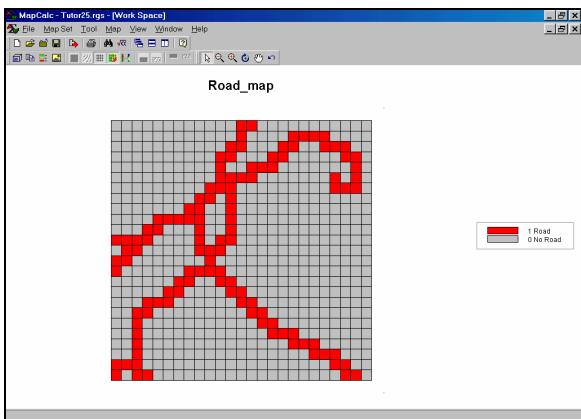 MapCalc - Tutor25.rgs - [Work Space]
File Map Set Tool Map View Window Help
Road_map
1 Road
0 No Road